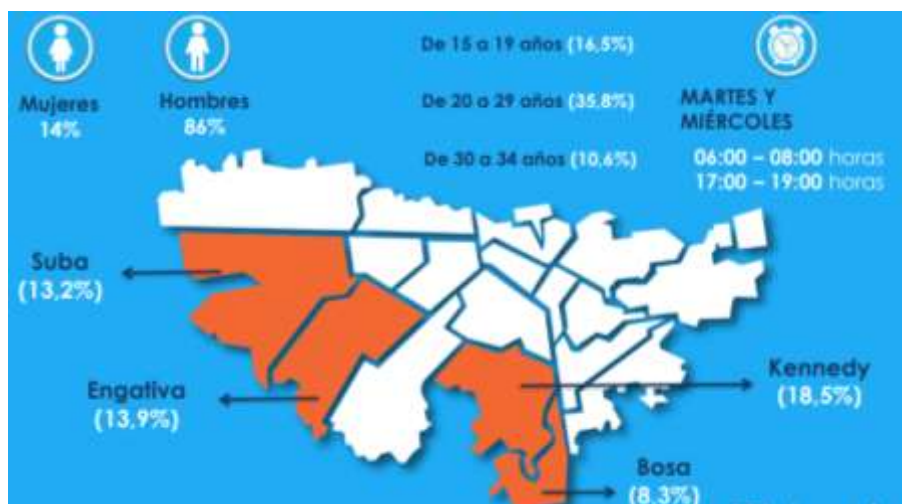 Mujeres
14%
Hombres
86%
De 15 a 19 años (16,5%)
De 20 a 29 años (35,8%)
De 30 a 34 años (10,6%)
MARTES Y
MIÉRCOLES
06:00 – 08:00 horas
17:00 – 19:00 horas
Suba
(13,2%)
Engativa
(13,9%)
Kennedy
(18,5%)
Bosa
(8,3%)